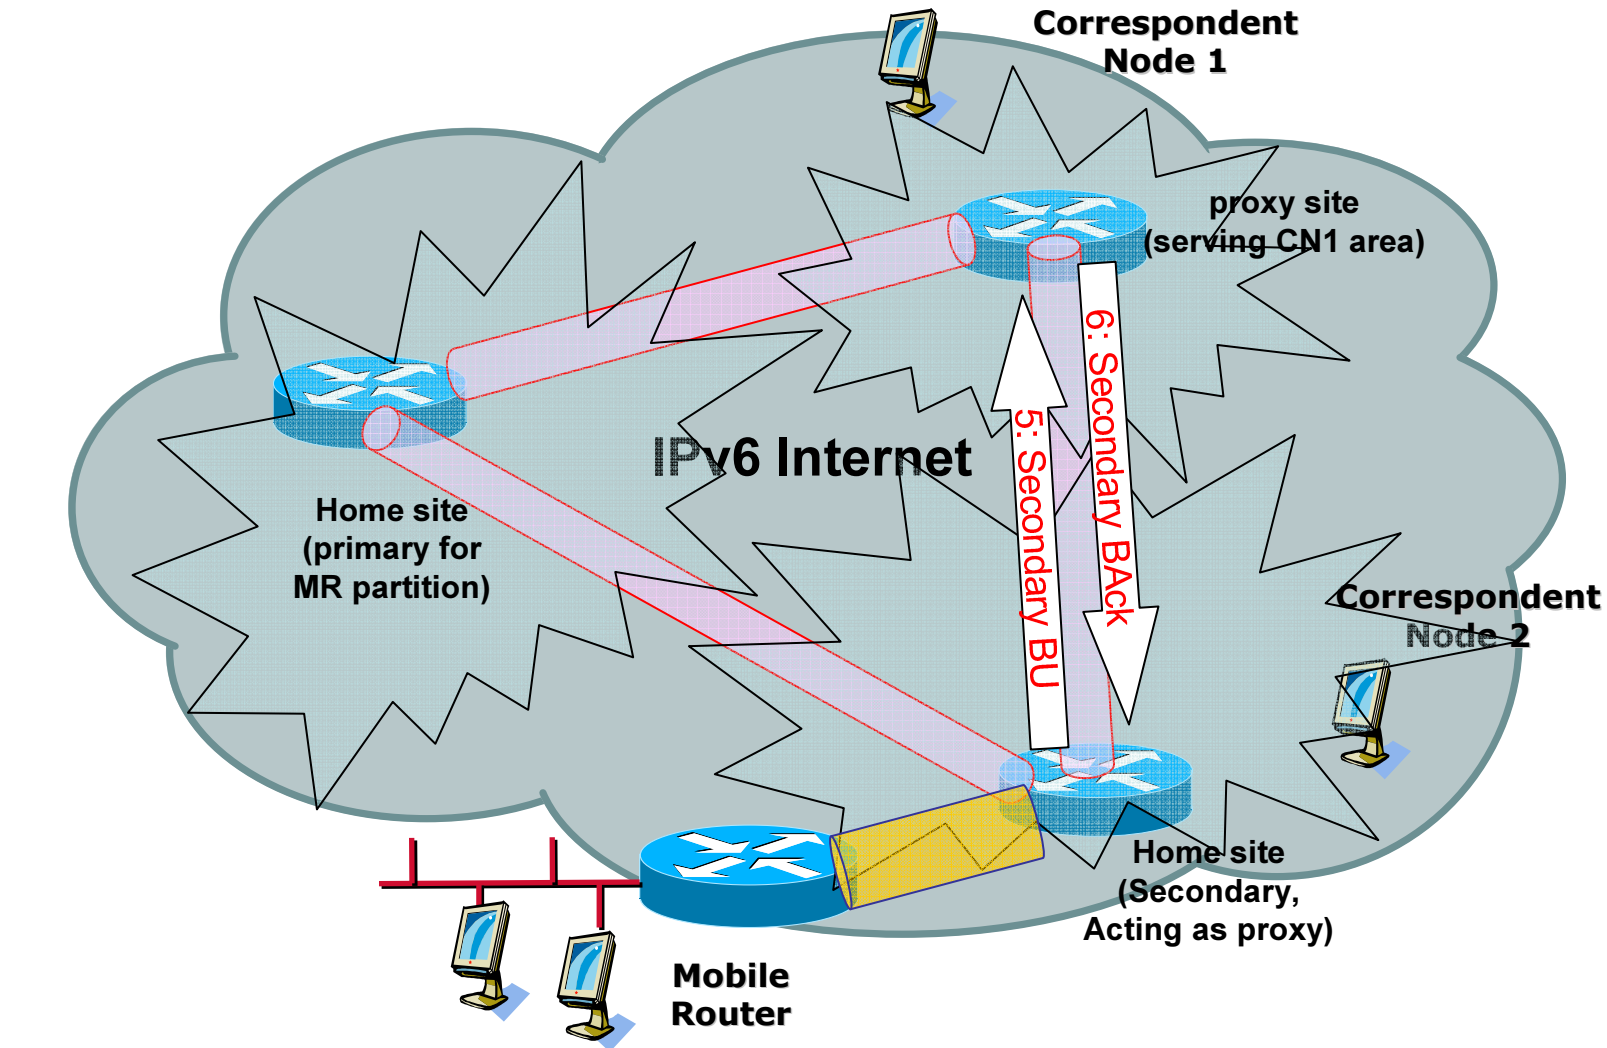 Correspondent
Node 1
proxy site
(serving CN1 area)
6: Secondary BAck
5: Secondary BU
IPv6 Internet
Home site
(primary for
MR partition)
Correspondent
Node 2
Home site
(Secondary,
Acting as proxy)
Mobile
Router